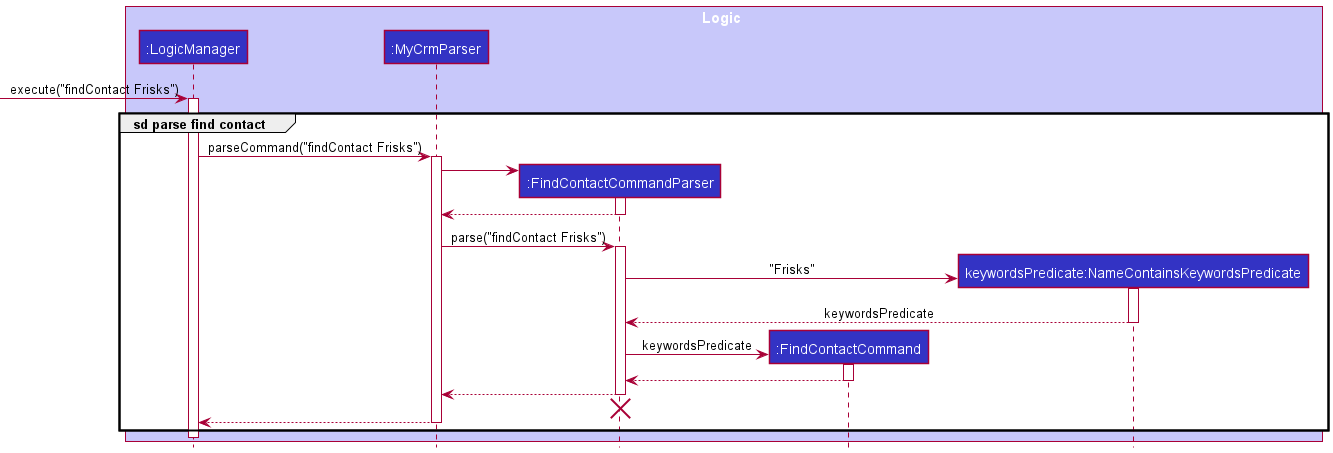 Logic
:LogicManager
:MyCrmParser
execute("findContact Frisks")
sd parse find contact
parseCommand("findContact Frisks")
:FindContactCommandParser
parse("findContact Frisks")
"Frisks"
keywordsPredicate:NameContainsKeywordsPredicate
keywordsPredicate
keywordsPredicate
:FindContactCommand